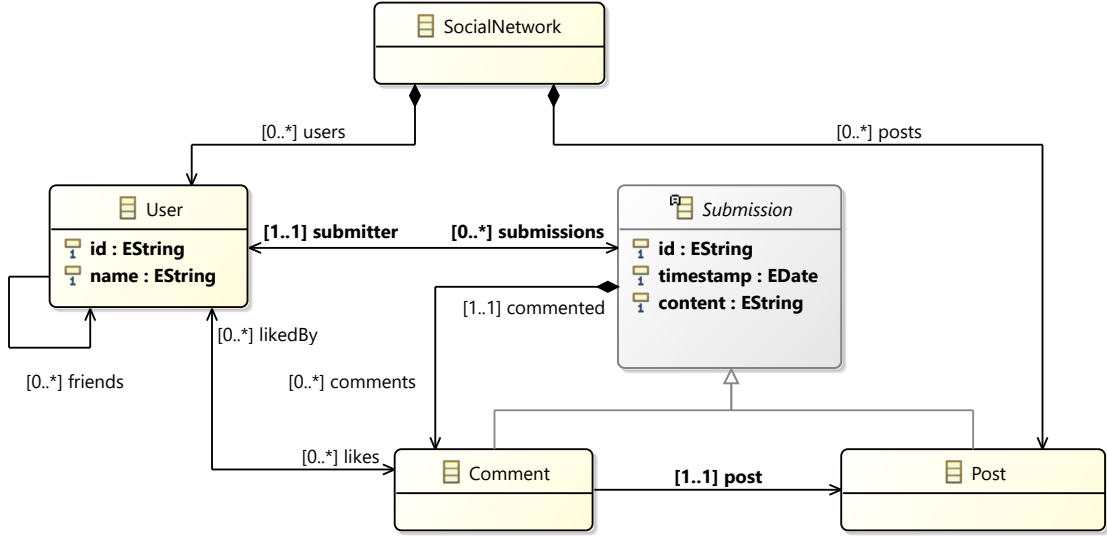 SocialNetwork
[0..*] users
[0..*] posts
User
id : EString
name : EString
[1..1] submitter
[0..*] submissions
Submission
id : EString
timestamp : EDate
content : EString
[1..1] commented
[0..*] likedBy
[0..*] friends
[0..*] comments
[0..*] likes
Comment
[1..1] post
Post